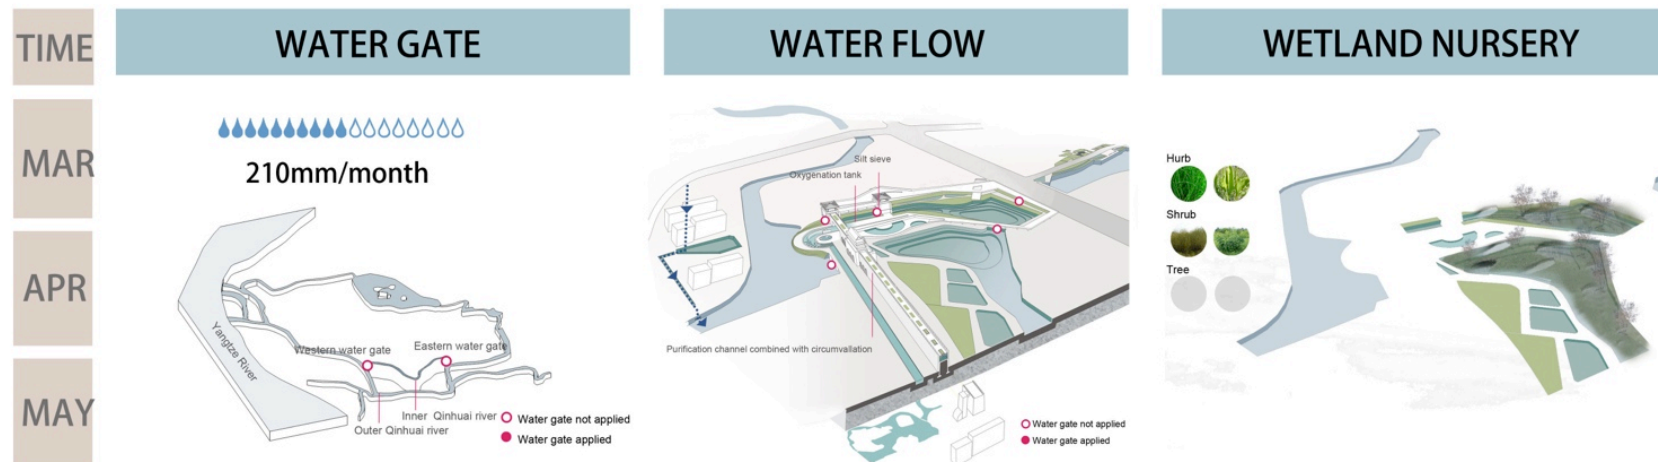 TIME
WATER GATE
WATER FLOW
WETLAND NURSERY
MAR
APR
MAY
210mm/month
Yangtze River
Western water gate
Eastern water gate
Inner Qinhuai river
Outer Qinhuai river
Water gate not applied
Water gate applied
Silt sieve
Oxygenation tank
Purification channel combined with circumvallation
Water gate not applied
Water gate applied
Hurb
Shrub
Tree